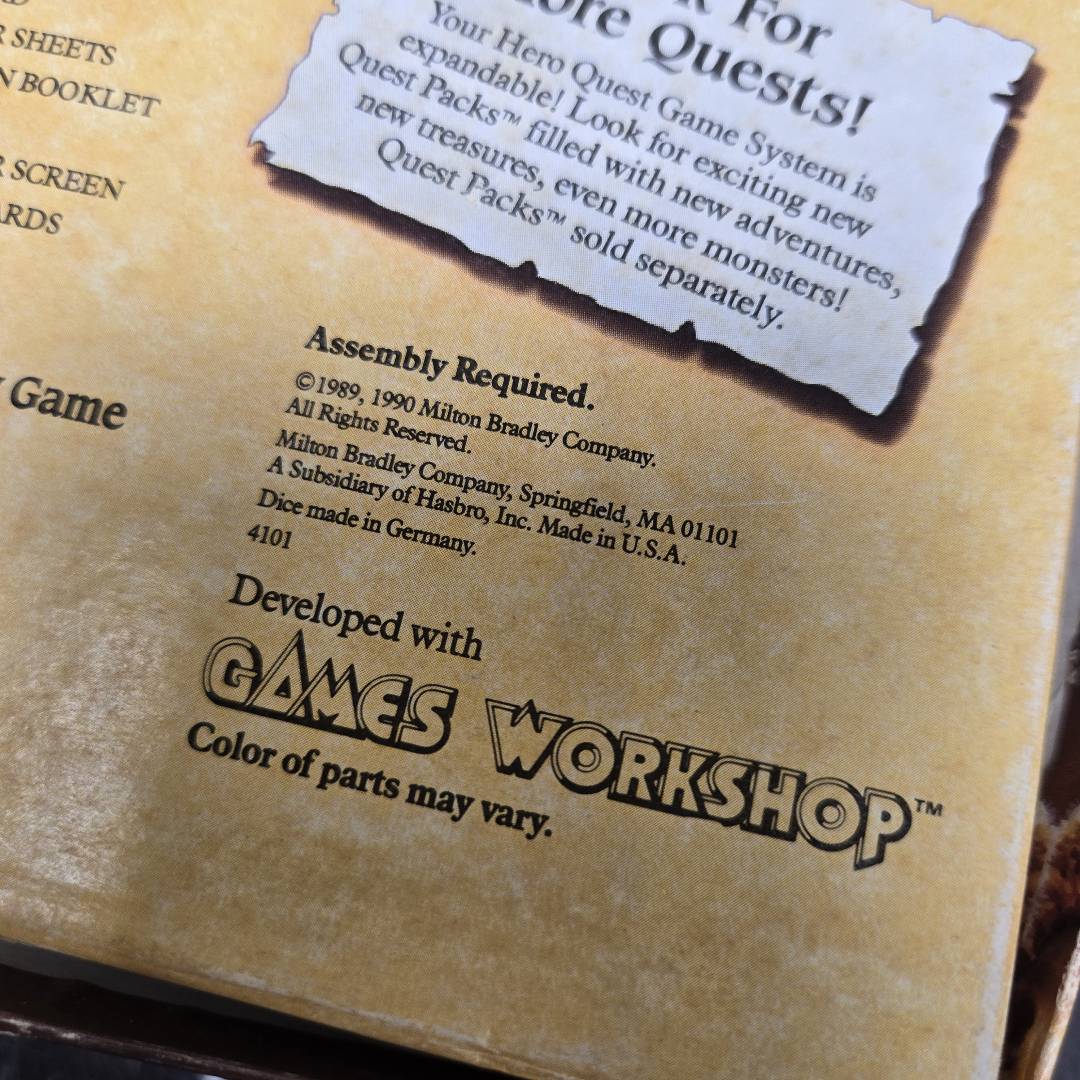 SHEETS
BOOKLET
SCREEN
Game
For
Quests!
Your Hero Quest Game System is
expandable! Look for exciting new
Quest Packs™ filled with new adventures,
new treasures, even more monsters!
Quest Packs™ sold separately.
Assembly Required.
©1989, 1990 Milton Bradley Company.
All Rights Reserved.
Milton Bradley Company, Springfield, MA 01101
A Subsidiary of Hasbro, Inc. Made in U.S.A.
Dice made in Germany.
4101
Developed with
GAMES WORKSHOP™
Color of parts may vary.